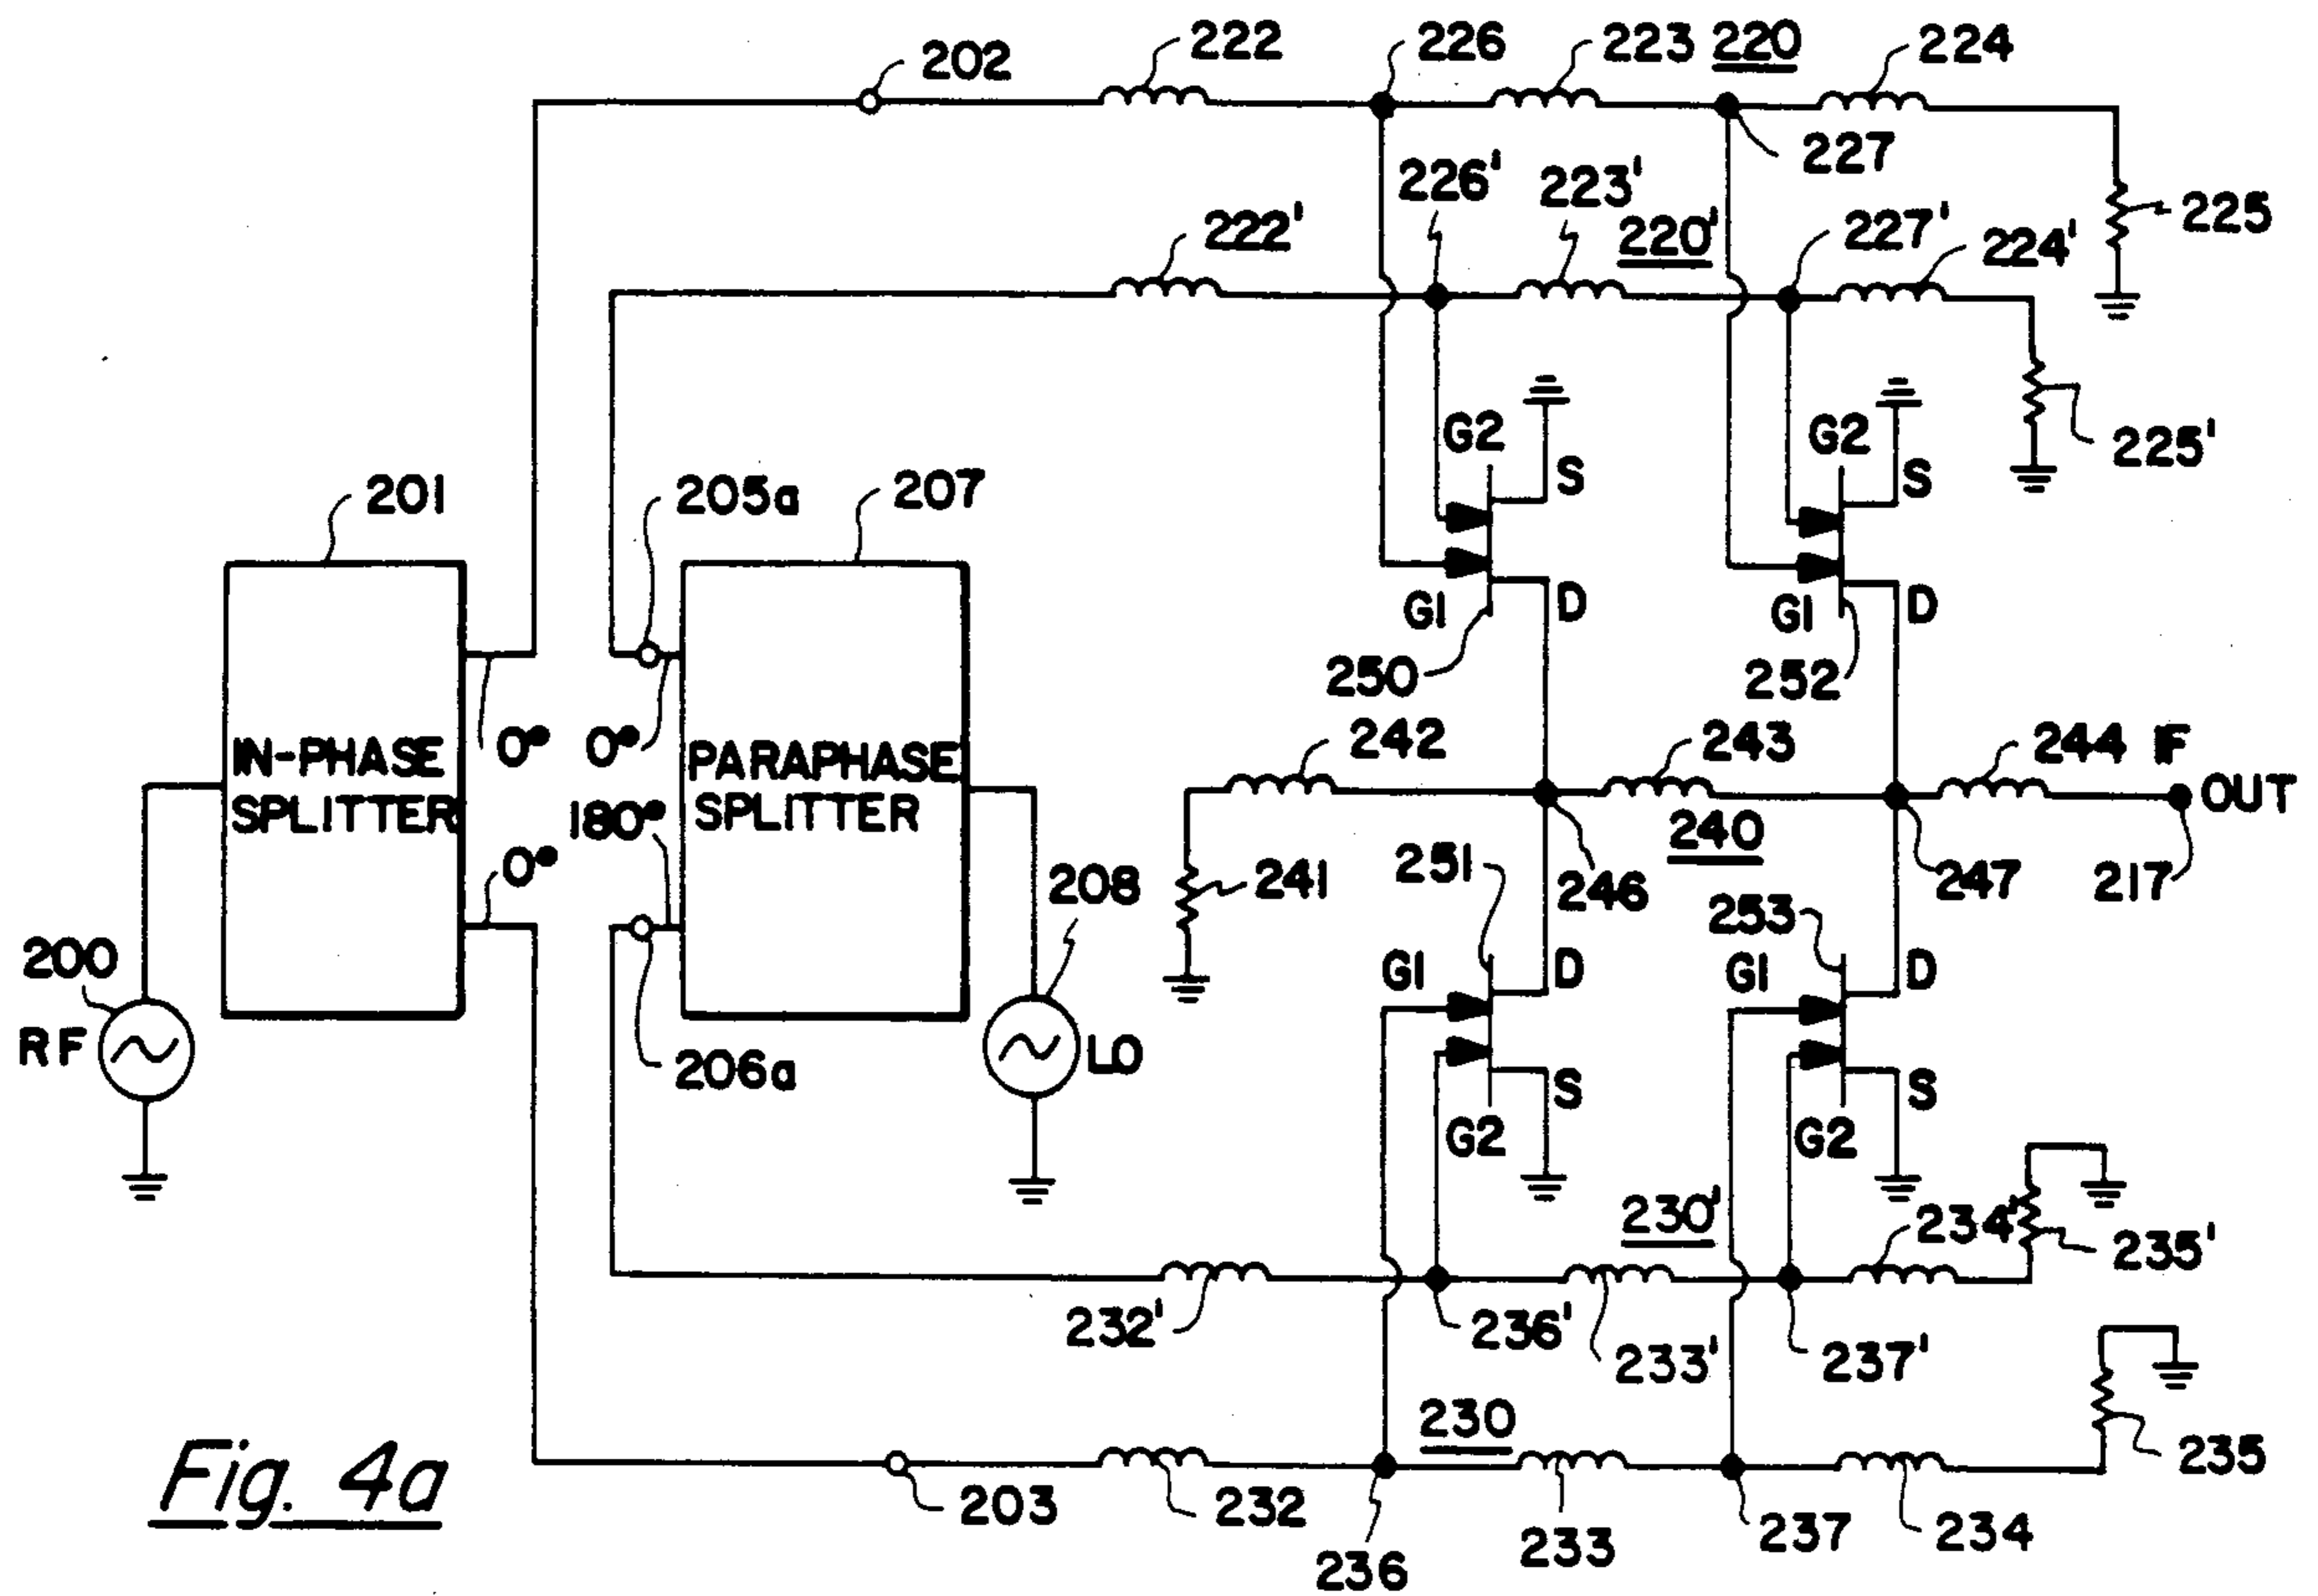 222
226
223
220
224
202
227
226'
223'
222'
220'
227'
224'
225
G2
S
G2
S
225'
201
205a
207
G1
D
G1
D
250
252
0°
0°
IN-PHASE
SPLITTER
PARAPHASE
SPLITTER
180°
0°
242
243
244
IF
OUT
240
241
251
246
247
217
208
253
200
RF
G1
D
G1
D
206a
LO
S
S
G2
G2
230'
234'
235'
232'
236'
233'
237'
230
235
Fig. 4a
203
232
236
233
237
234